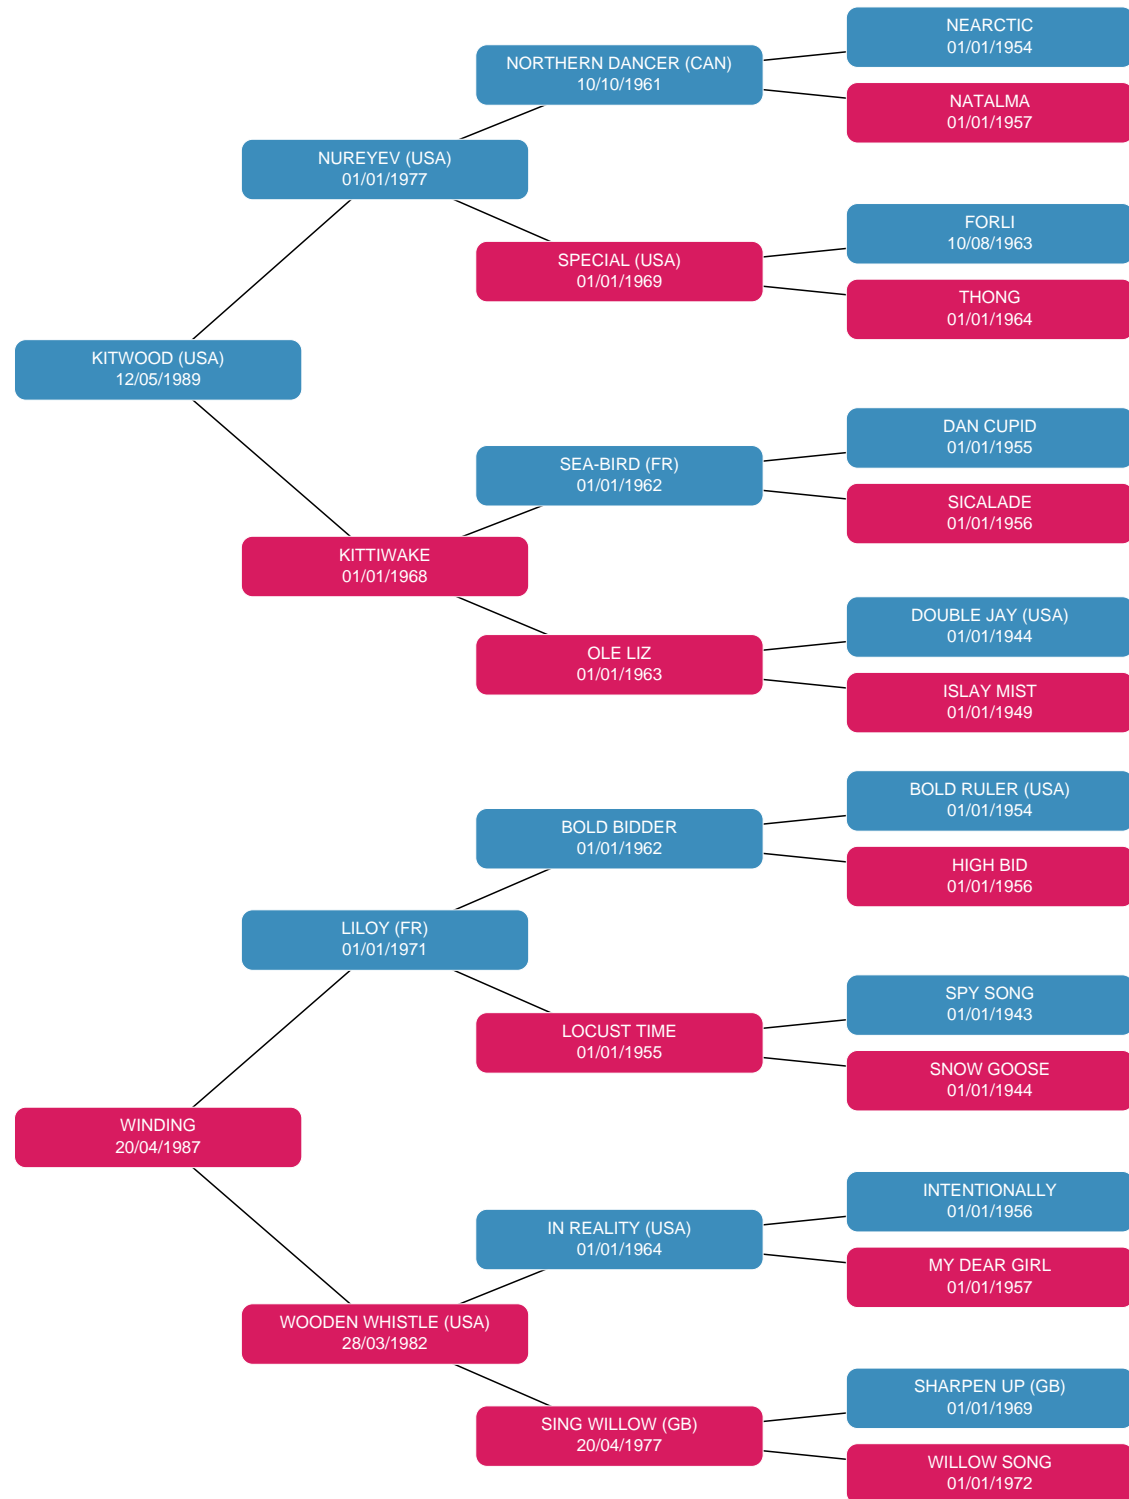 NEARCTIC
01/01/1954
NORTHERN DANCER (CAN)
10/10/1961
NATALMA
01/01/1957
NUREYEV (USA)
01/01/1977
FORLI
10/08/1963
SPECIAL (USA)
01/01/1969
THONG
01/01/1964
KITWOOD (USA)
12/05/1989
DAN CUPID
01/01/1955
SEA-BIRD (FR)
01/01/1962
SICALADE
01/01/1956
KITTIWAKE
01/01/1968
DOUBLE JAY (USA)
01/01/1944
OLE LIZ
01/01/1963
ISLAY MIST
01/01/1949
BOLD RULER (USA)
01/01/1954
BOLD BIDDER
01/01/1962
HIGH BID
01/01/1956
LILOY (FR)
01/01/1971
SPY SONG
01/01/1943
LOCUST TIME
01/01/1955
SNOW GOOSE
01/01/1944
WINDING
20/04/1987
INTENTIONALLY
01/01/1956
IN REALITY (USA)
01/01/1964
MY DEAR GIRL
01/01/1957
WOODEN WHISTLE (USA)
28/03/1982
SHARPEN UP (GB)
01/01/1969
SING WILLOW (GB)
20/04/1977
WILLOW SONG
01/01/1972